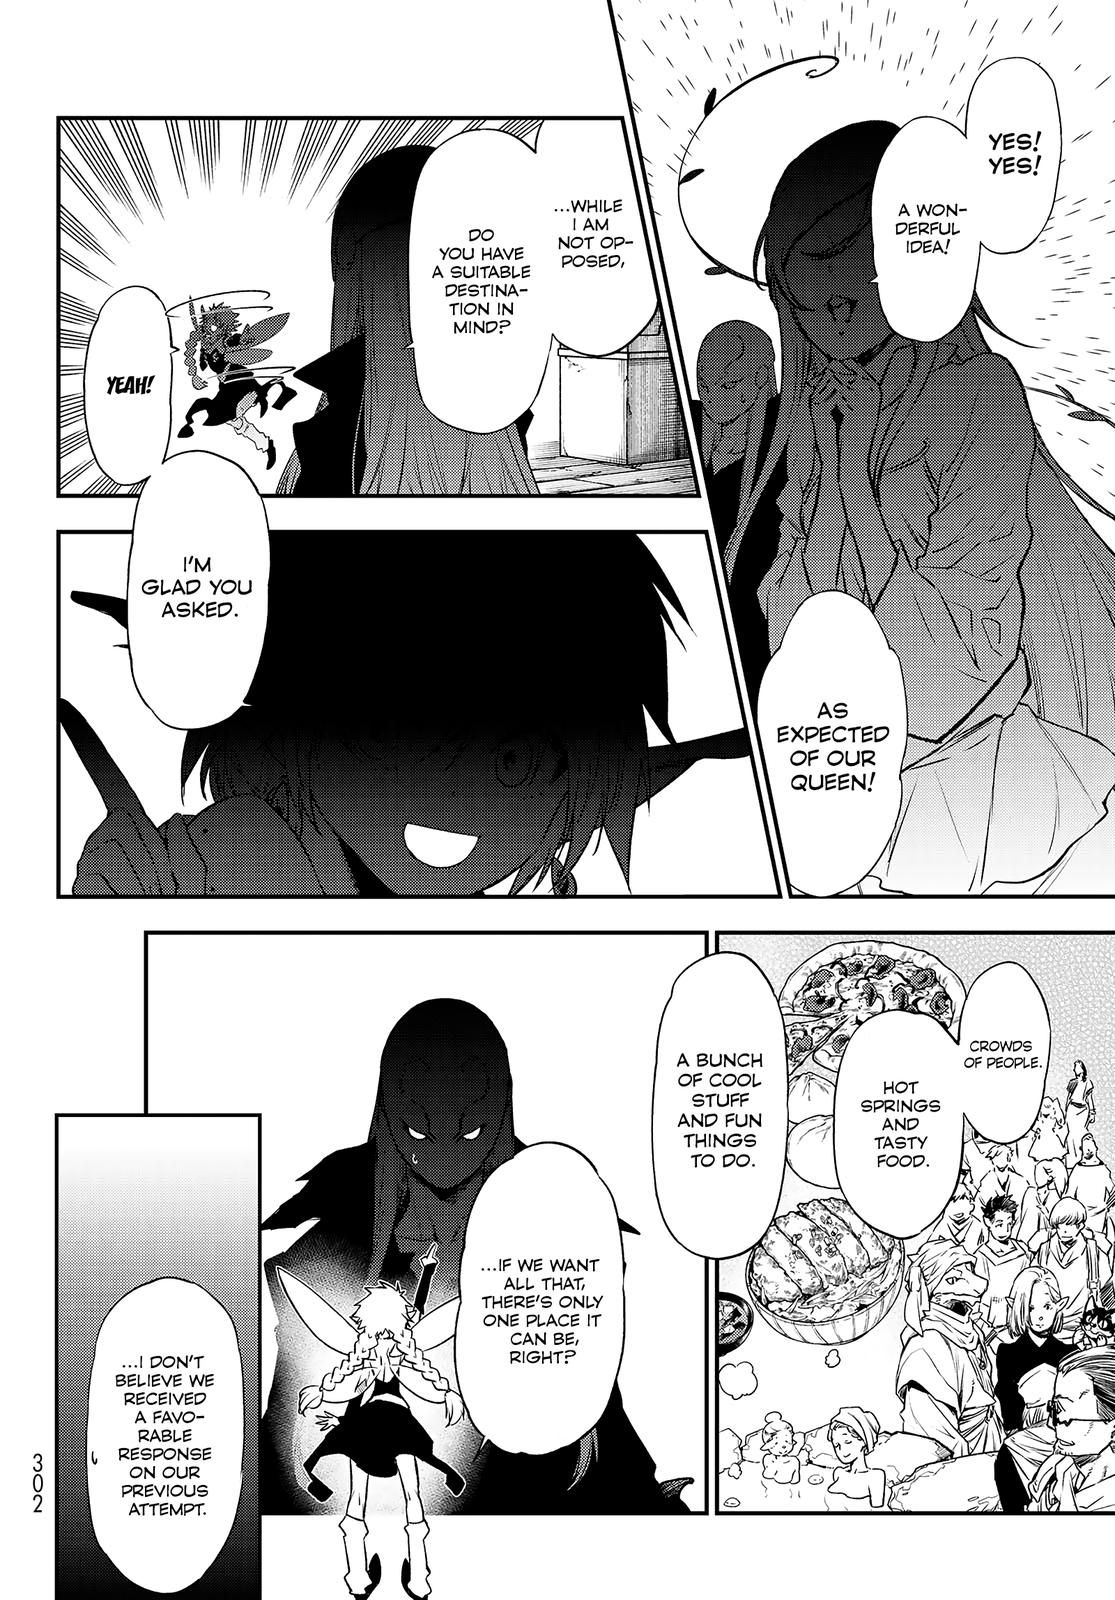 YES!
YES!
A WON-
DERFUL
IDEA!
AS
EXPECTED
OF OUR
QUEEN!
...WHILE
I AM
NOT OP-
POSED,
DO
YOU HAVE
A SUITABLE
DESTINA-
TION IN
MIND?
YEAH!
I'M
GLAD YOU
ASKED.
CROWDS
OF PEOPLE.
HOT
SPRINGS
AND
TASTY
FOOD.
A BUNCH
OF COOL
STUFF
AND FUN
THINGS
TO DO.
...IF WE WANT
ALL THAT,
THERE'S ONLY
ONE PLACE IT
CAN BE,
RIGHT?
...I DON'T
BELIEVE WE
RECEIVED
A FAVO-
RABLE
RESPONSE
ON OUR
PREVIOUS
ATTEMPT.
302